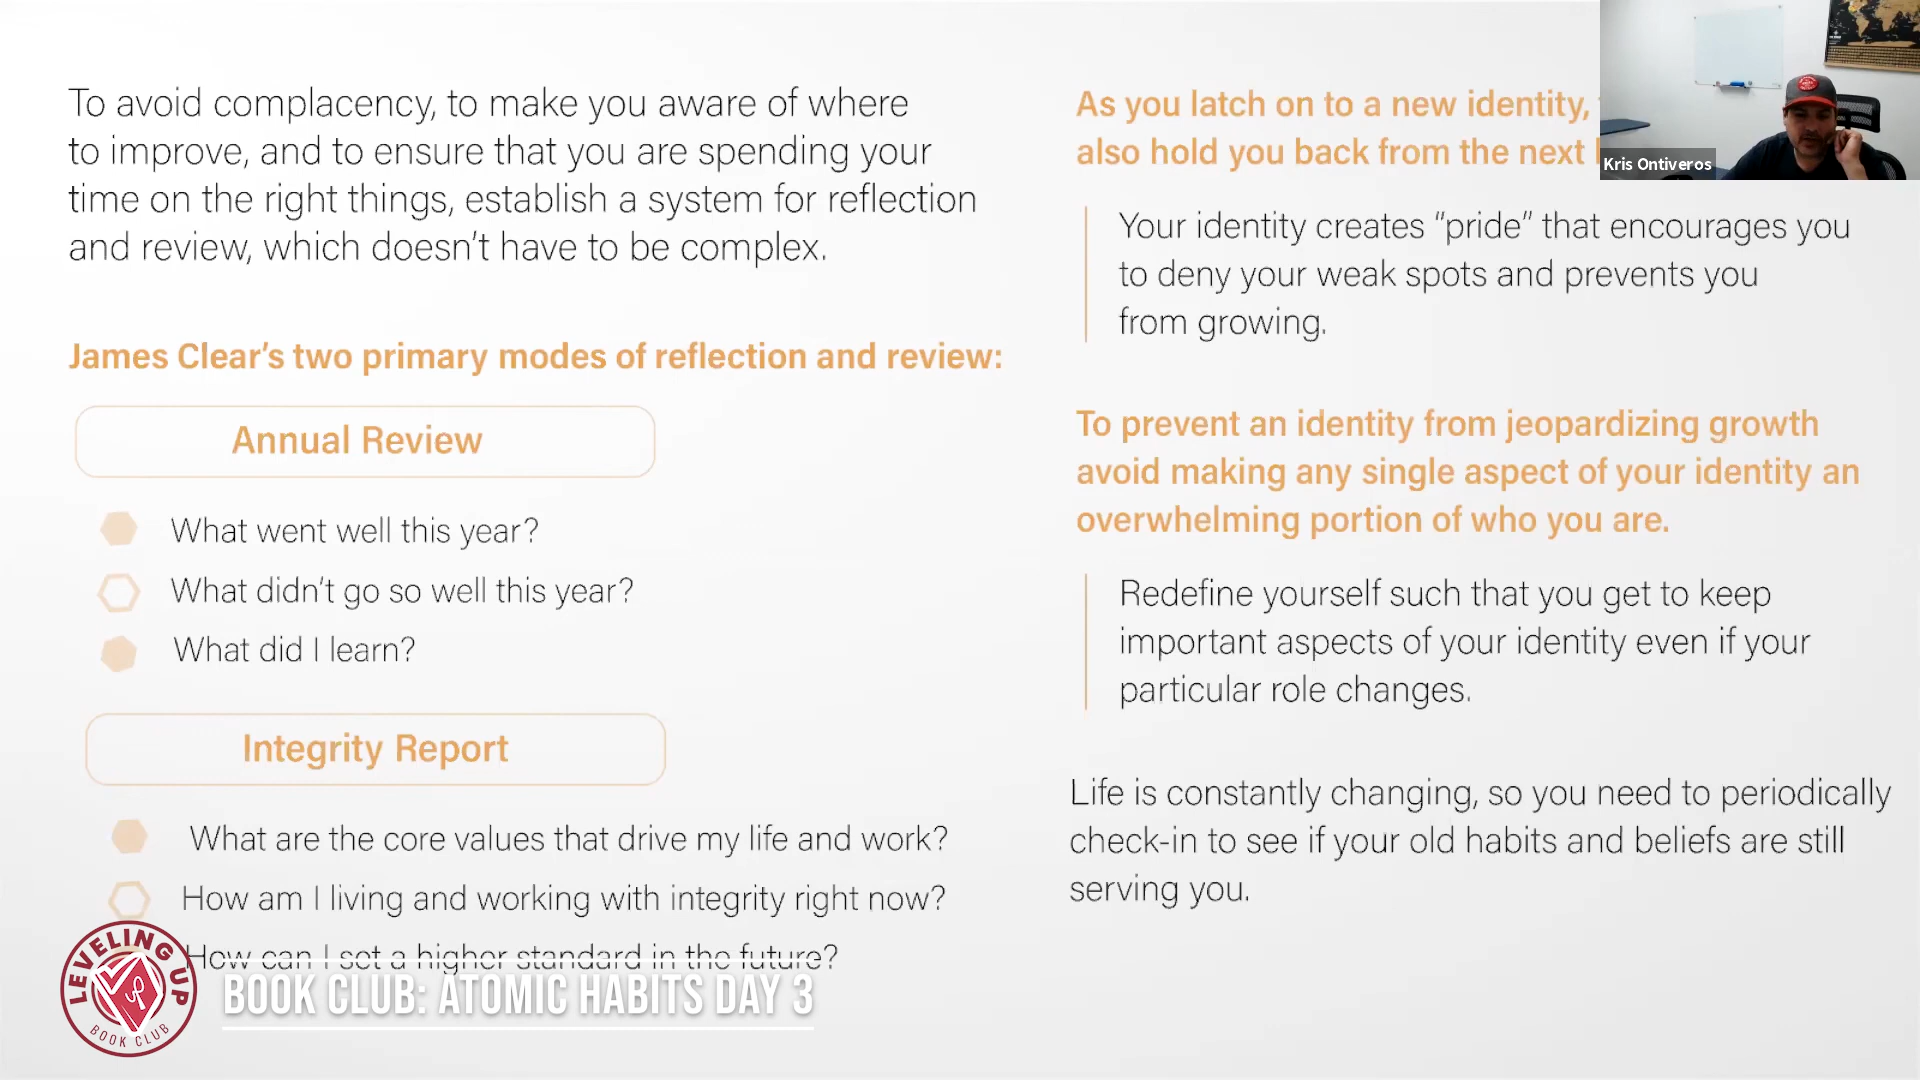 To avoid complacency, to make you aware of where
to improve, and to ensure that you are spending your
time on the right things, establish a system for reflection
and review, which doesn't have to be complex.
James Clear's two primary modes of reflection and review:
Annual Review
What went well this year?
What didn't go so well this year?
What did I learn?
Integrity Report
What are the core values that drive my life and work?
How am I living and working with integrity right now?
How can I set a higher standard in the future?
As you latch on to a new identity,
also hold you back from the next
Your identity creates “pride” that encourages you
to deny your weak spots and prevents you
from growing.
To prevent an identity from jeopardizing growth
avoid making any single aspect of your identity an
overwhelming portion of who you are.
Redefine yourself such that you get to keep
important aspects of your identity even if your
particular role changes.
Life is constantly changing, so you need to periodically
check-in to see if your old habits and beliefs are still
serving you.
Kris Ontiveros
LEVELING UP
BOOK CLUB
BOOK CLUB: ATOMIC HABITS DAY 3